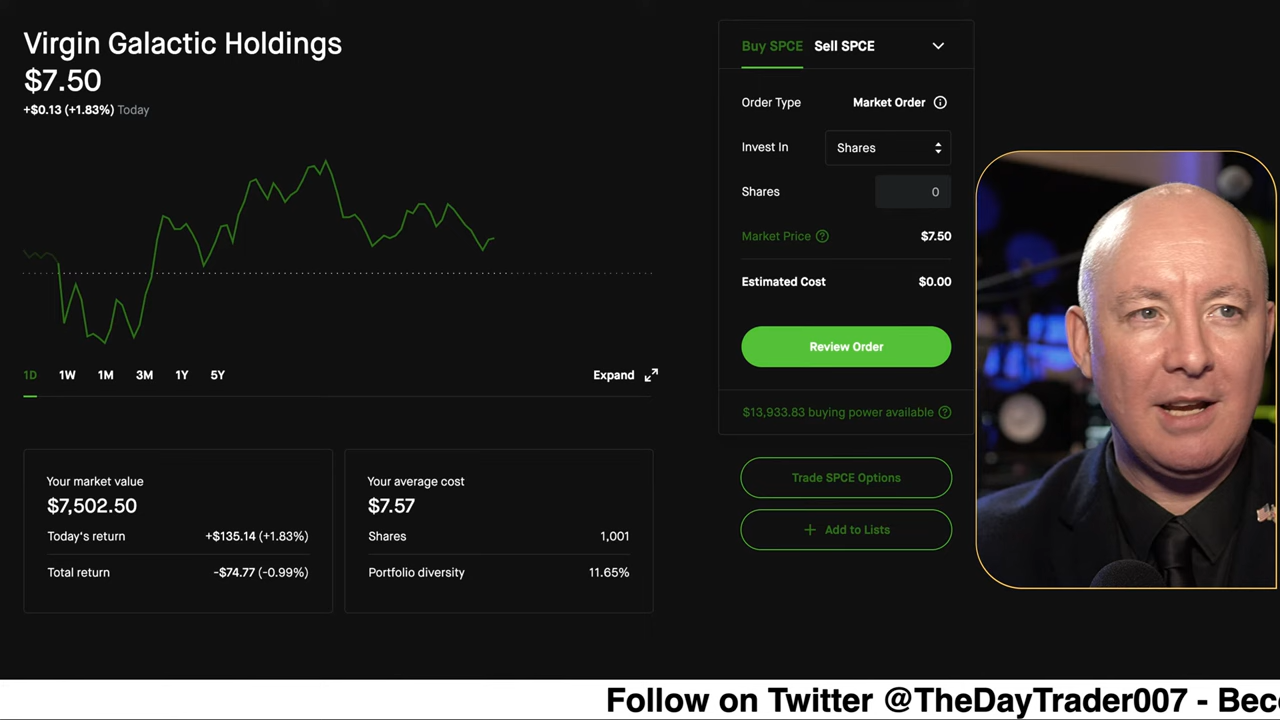 Virgin Galactic Holdings
$7.50
+$0.13 (+1.83%) Today
1D 1W 1M 3M 1Y 5Y
Expand
Your market value
$7,502.50
Today's return +$135.14 (+1.83%)
Total return -$74.77 (-0.99%)
Your average cost
$7.57
Shares 1,001
Portfolio diversity 11.65%
Buy SPCE Sell SPCE
Order Type Market Order
Invest In Shares
Shares 0
Market Price $7.50
Estimated Cost $0.00
Review Order
$13,933.83 buying power available
Trade SPCE Options
+ Add to Lists
Follow on Twitter @TheDayTrader007 - Bec